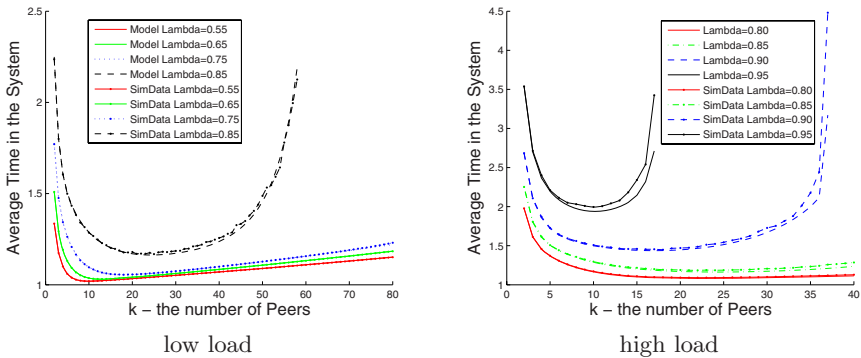 2.5
2
1.5
1
Average Time in the System
Model Lambda=0.55
Model Lambda=0.65
Model Lambda=0.75
Model Lambda=0.85
SimData Lambda=0.55
SimData Lambda=0.65
SimData Lambda=0.75
SimData Lambda=0.85
0 10 20 30 40 50 60 70 80
k − the number of Peers
low load
4.5
4
3.5
3
2.5
2
1.5
1
Average Time in the System
Lambda=0.80
Lambda=0.85
Lambda=0.90
Lambda=0.95
SimData Lambda=0.80
SimData Lambda=0.85
SimData Lambda=0.90
SimData Lambda=0.95
0 5 10 15 20 25 30 35 40
k − the number of Peers
high load